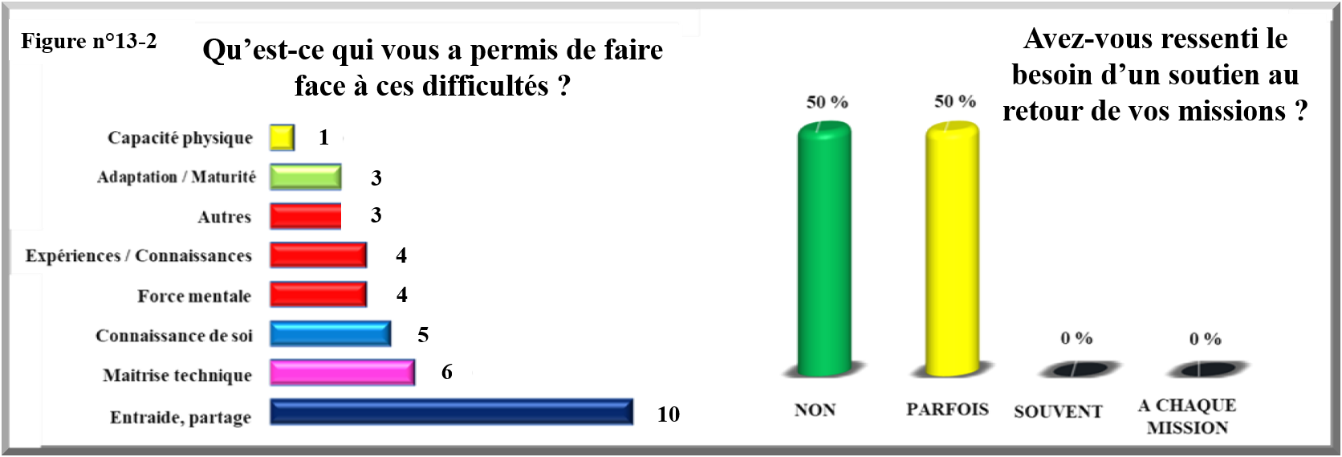 Figure n°13-2
Qu’est-ce qui vous a permis de faire
face à ces difficultés ?
Capacité physique 1
Adaptation / Maturité 3
Autres 3
Expériences / Connaissances 4
Force mentale 4
Connaissance de soi 5
Maitrise technique 6
Entraide, partage 10
Avez-vous ressenti le
besoin d’un soutien au
retour de vos missions ?
50 % 50 % 0 % 0 %
NON PARFOIS SOUVENT A CHAQUE
MISSION